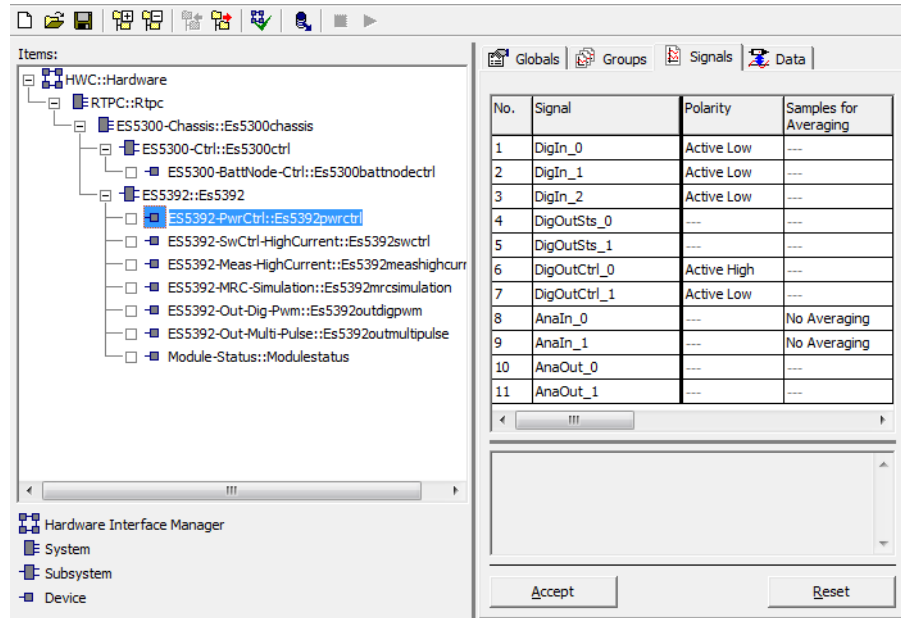 Items:
HWC::Hardware
RTPC::Rtpc
ES5300-Chassis::Es5300chassis
ES5300-Ctrl::Es5300ctrl
ES5300-BattNode-Ctrl::Es5300battnodectrl
ES5392::Es5392
ES5392-PwrCtrl::Es5392pwrctrl
ES5392-SwCtrl-HighCurrent::Es5392swctrl
ES5392-Meas-HighCurrent::Es5392meashighcurr
ES5392-MRC-Simulation::Es5392mrcsimulation
ES5392-Out-Dig-Pwm::Es5392outdigpwm
ES5392-Out-Multi-Pulse::Es5392outmultipulse
Module-Status::Modulestatus
Hardware Interface Manager
System
Subsystem
Device
Globals Groups Signals Data
No. Signal Polarity Samples for
Averaging
1 DigIn_0 Active Low ---
2 DigIn_1 Active Low ---
3 DigIn_2 Active Low ---
4 DigOutSts_0 --- ---
5 DigOutSts_1 --- ---
6 DigOutCtrl_0 Active High ---
7 DigOutCtrl_1 Active Low ---
8 AnaIn_0 --- No Averaging
9 AnaIn_1 --- No Averaging
10 AnaOut_0 --- ---
11 AnaOut_1 --- ---
Accept Reset